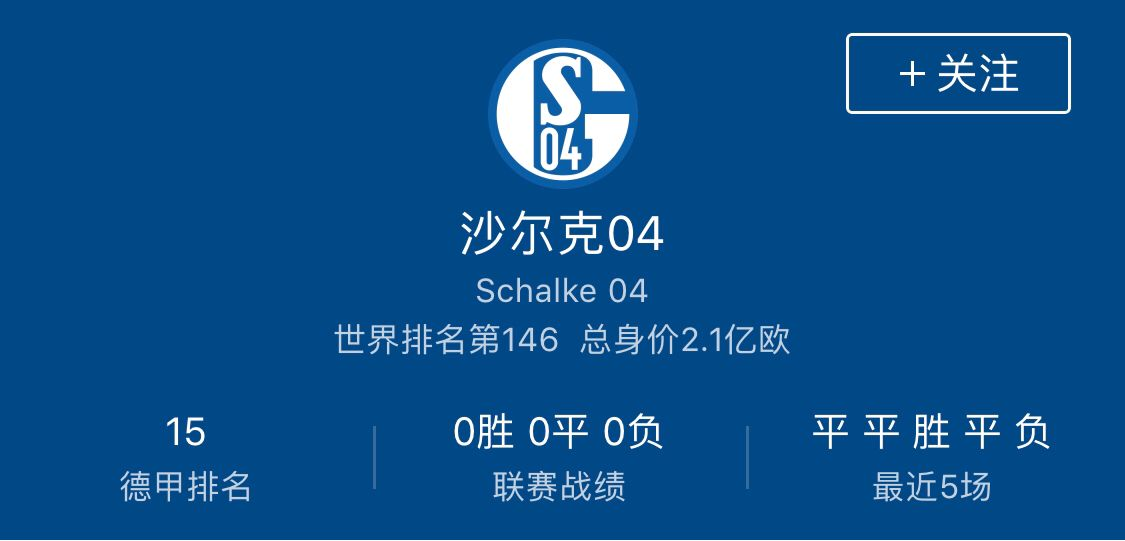 + 关注
S
04
沙尔克04
Schalke 04
世界排名第146 总身价2.1亿欧
15
德甲排名
0胜 0平 0负
联赛战绩
平 平 胜 平 负
最近5场